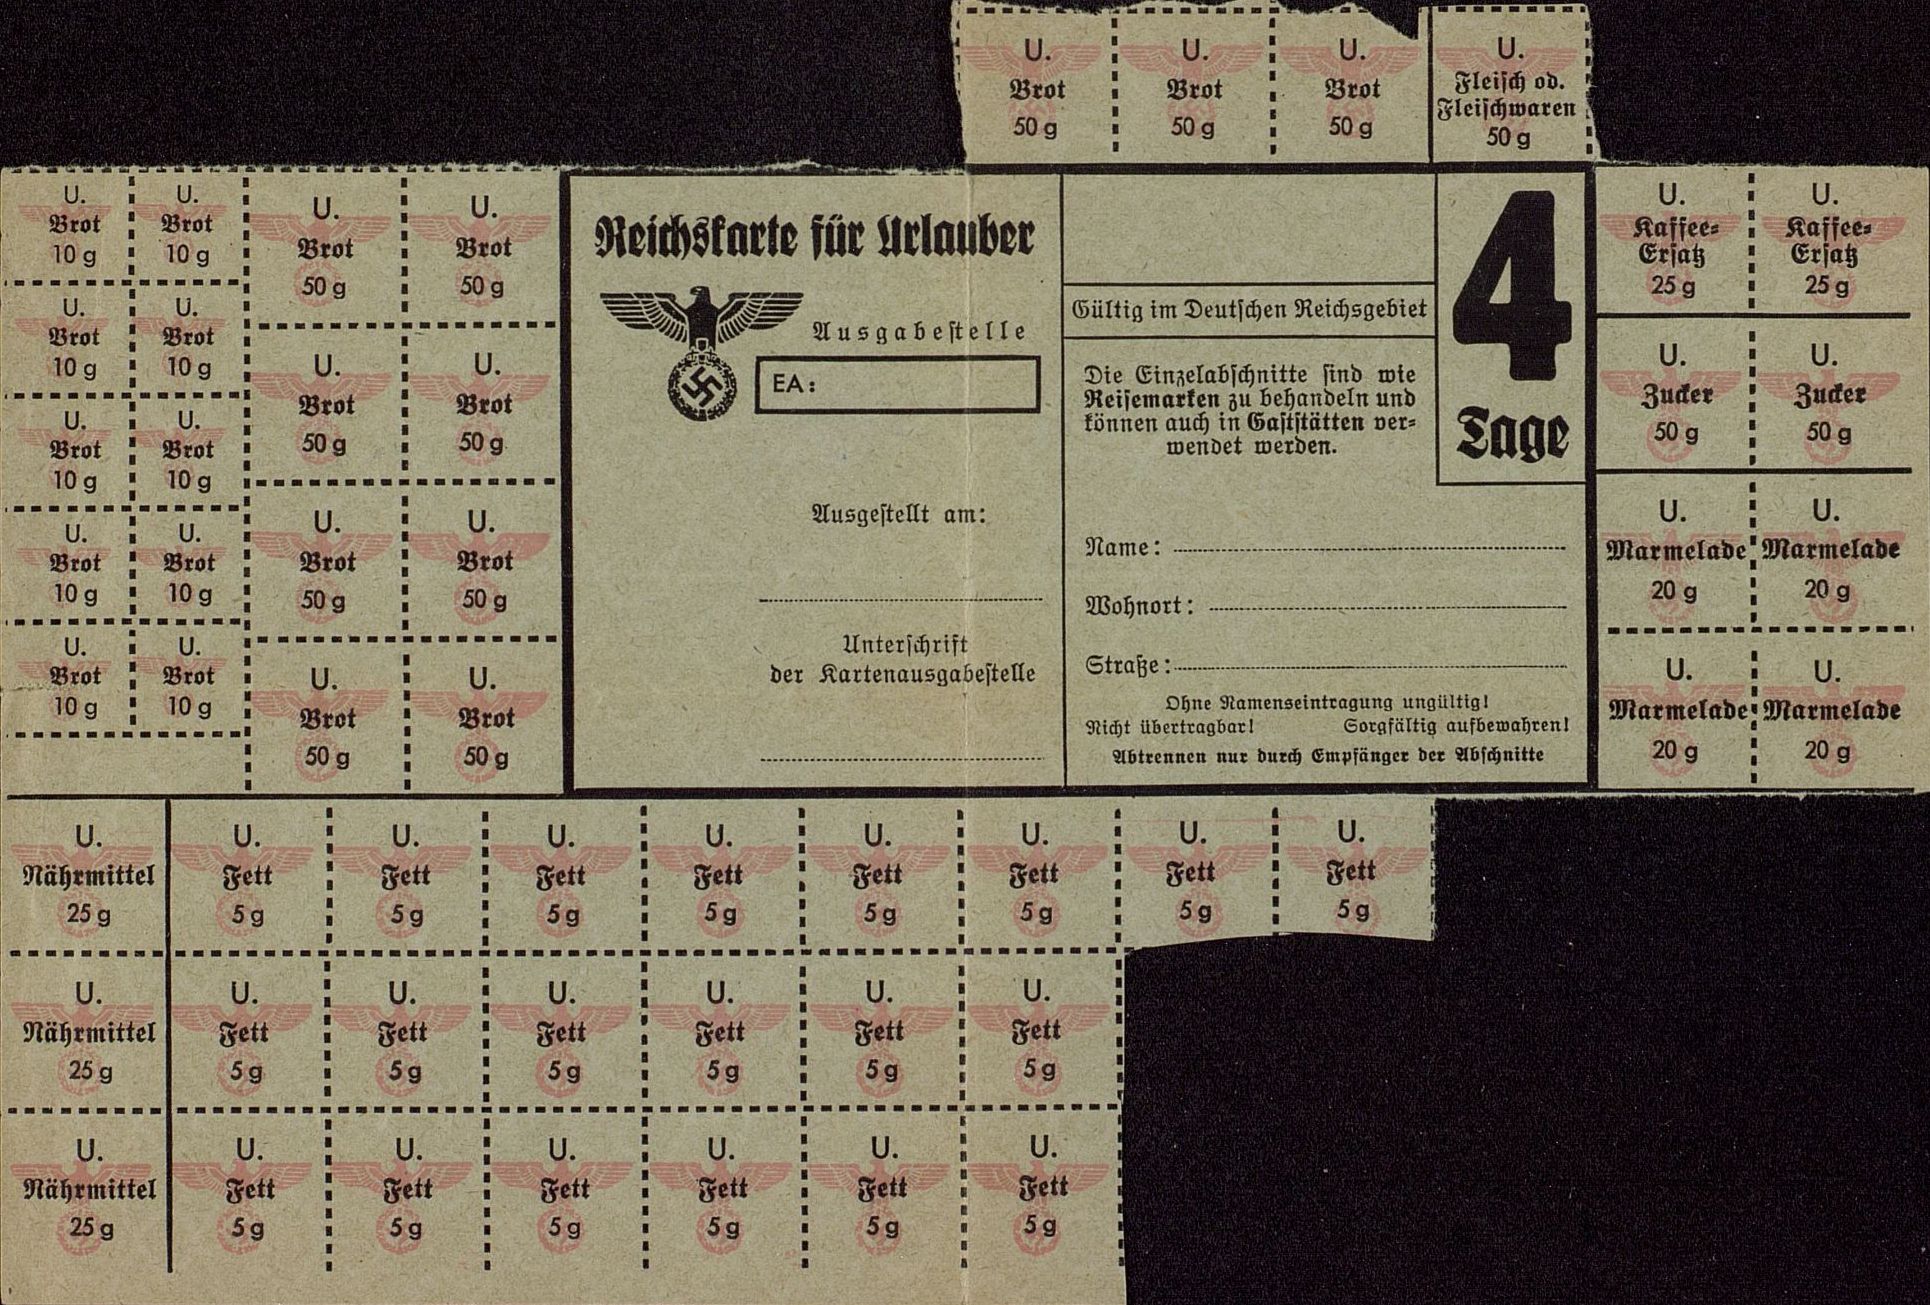 U. U. U. U.
Brot Brot Brot Fleisch od.
Fleischwaren
50 g 50 g 50 g 50 g
U. U. U. U.
Brot Brot Brot Brot
10 g 10 g 50 g 50 g
U. U.
Brot Brot
10 g 10 g
U. U. U. U.
Brot Brot Brot Brot
10 g 10 g 50 g 50 g
U. U. U. U.
Brot Brot Brot Brot
10 g 10 g 50 g 50 g
U. U. U. U.
Brot Brot Brot Brot
10 g 10 g 50 g 50 g
Reichskarte für Urlauber
Ausgabestelle
EA:
Ausgestellt am:
Unterschrift
der Kartenausgabestelle
Gültig im Deutschen Reichsgebiet
Die Einzelabschnitte sind wie
Reisemarken zu behandeln und
können auch in Gaststätten ver-
wendet werden.
4
Tage
Name:
Wohnort:
Straße:
Ohne Namenseintragung ungültig!
Nicht übertragbar! Sorgfältig aufbewahren!
Abtrennen nur durch Empfänger der Abschnitte
U. U.
Kaffee- Kaffee-
Ersatz Ersatz
25 g 25 g
U. U.
Zucker Zucker
50 g 50 g
U. U.
Marmelade Marmelade
20 g 20 g
U. U.
Marmelade Marmelade
20 g 20 g
U. U. U. U. U. U. U. U. U.
Nährmittel Fett Fett Fett Fett Fett Fett Fett Fett
25 g 5 g 5 g 5 g 5 g 5 g 5 g 5 g 5 g
U. U. U. U. U. U. U.
Nährmittel Fett Fett Fett Fett Fett Fett
25 g 5 g 5 g 5 g 5 g 5 g 5 g
U. U. U. U. U. U. U.
Nährmittel Fett Fett Fett Fett Fett Fett
25 g 5 g 5 g 5 g 5 g 5 g 5 g